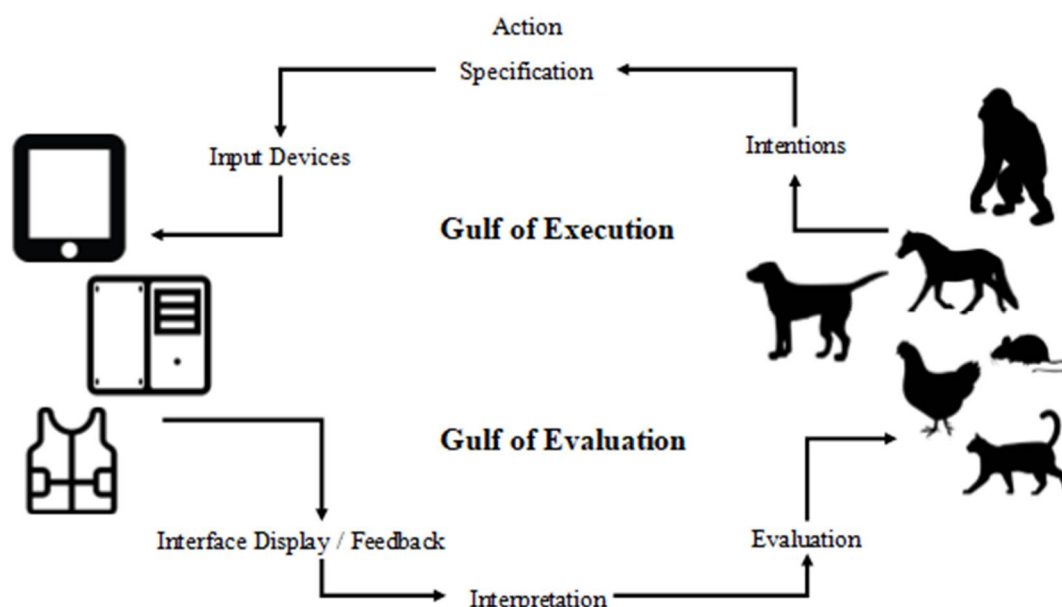 Action
Specification
Input Devices
Intentions
Gulf of Execution
Gulf of Evaluation
Interface Display / Feedback
Evaluation
Interpretation